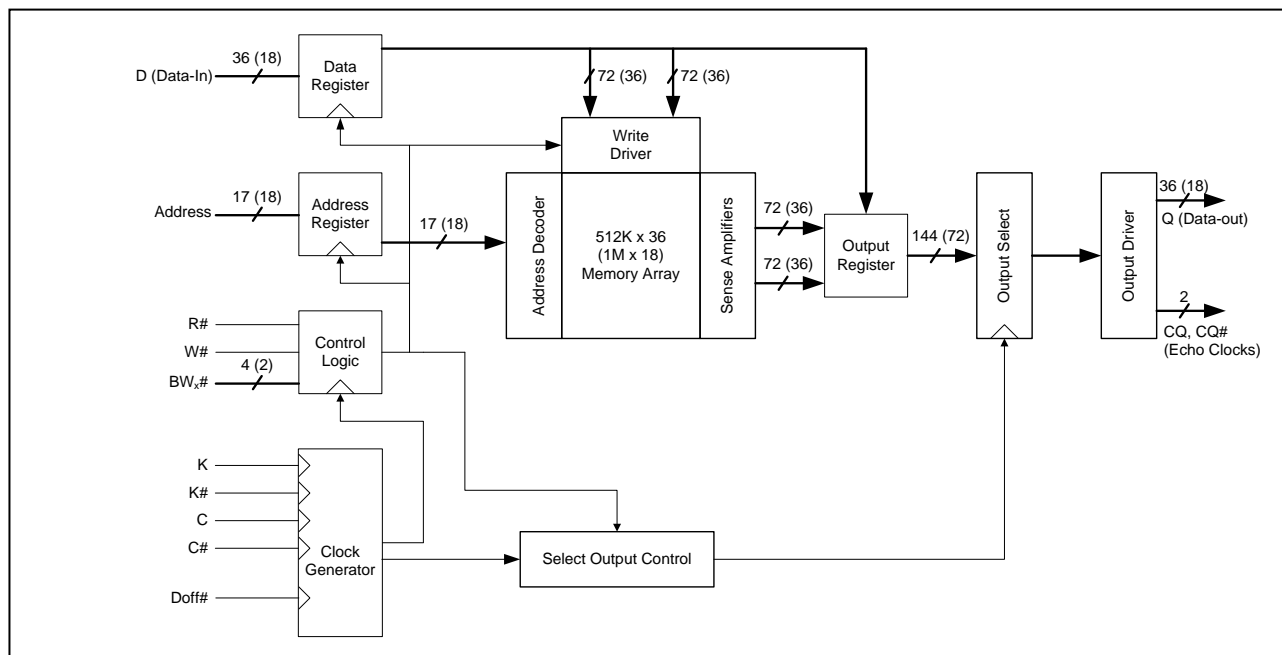 36 (18)
D (Data-In)
Data
Register
72 (36)
72 (36)
Write
Driver
17 (18)
Address
Address
Register
17 (18)
Address Decoder
512K x 36
(1M x 18)
Memory Array
Sense Amplifiers
72 (36)
72 (36)
Output
Register
144 (72)
Output Select
Output Driver
36 (18)
Q (Data-out)
2
CQ, CQ#
(Echo Clocks)
R#
W#
4 (2)
BWx#
Control
Logic
K
K#
C
C#
Doff#
Clock
Generator
Select Output Control